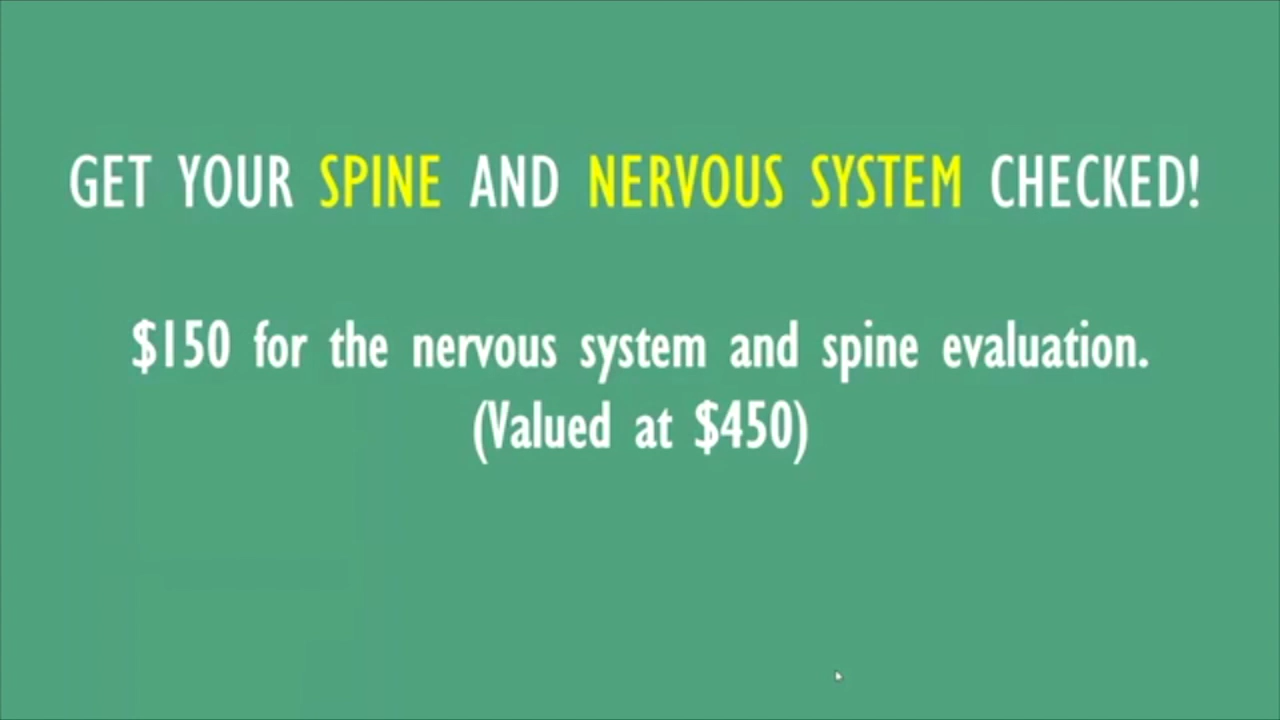 GET YOUR SPINE AND NERVOUS SYSTEM CHECKED!
$150 for the nervous system and spine evaluation.
(Valued at $450)